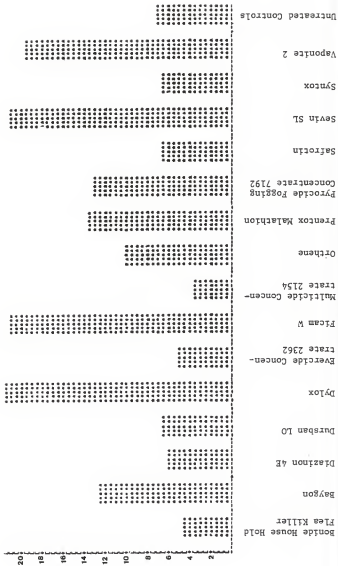 Bonide House Hold
Flea Killer
Baygon
Diazinon 4E
Dursban LO
Dylox
Evercide Concen-
trate 2362
Ficam W
Multicide Concen-
trate 2154
Orthene
Prentox Malathion
Pyrocide Fogging
Concentrate 7192
Safrotin
Sevin SL
Syntox
Vaponite 2
Untreated Controls
2
4
6
8
10
12
14
16
18
20